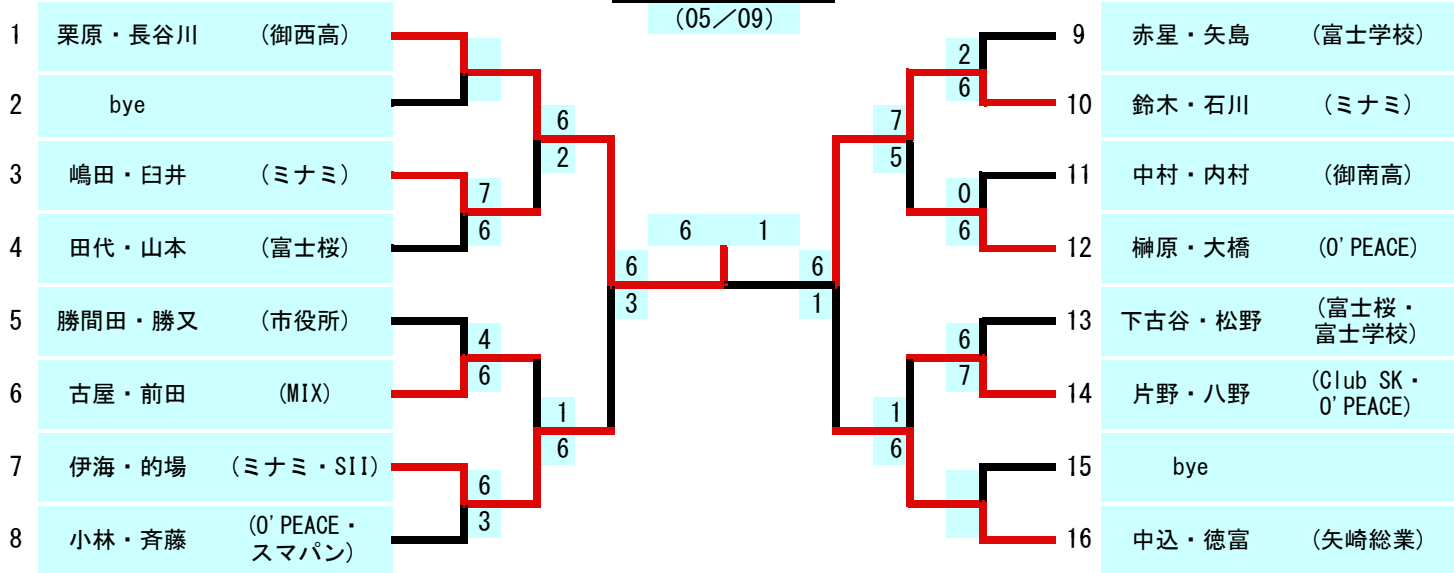 (05／09)
1 栗原・長谷川 (御西高)
2 bye
3 嶋田・臼井 (ミナミ)
7
6
4 田代・山本 (富士桜)
6
2
5 勝間田・勝又 (市役所)
4
6
6 古屋・前田 (MIX)
7 伊海・的場 (ミナミ・SII)
6
3
8 小林・斉藤 (O'PEACE・
スマパン)
1
6
6
3
6 1
9 赤星・矢島 (富士学校)
2
6
10 鈴木・石川 (ミナミ)
7
5
11 中村・内村 (御南高)
0
6
12 榊原・大橋 (O'PEACE)
6
1
13 下古谷・松野 (富士桜・
富士学校)
6
7
14 片野・八野 (Club SK・
O'PEACE)
1
6
15 bye
16 中込・徳富 (矢崎総業)